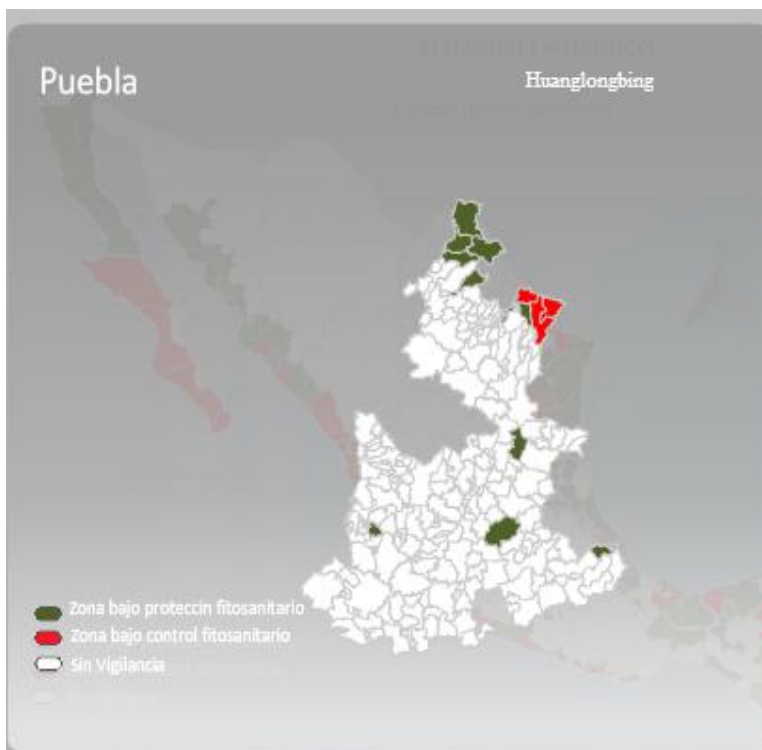 Puebla
Huanglongbing
Zona bajo proteccin fitosanitario
Zona bajo control fitosanitario
Sin Vigilancia